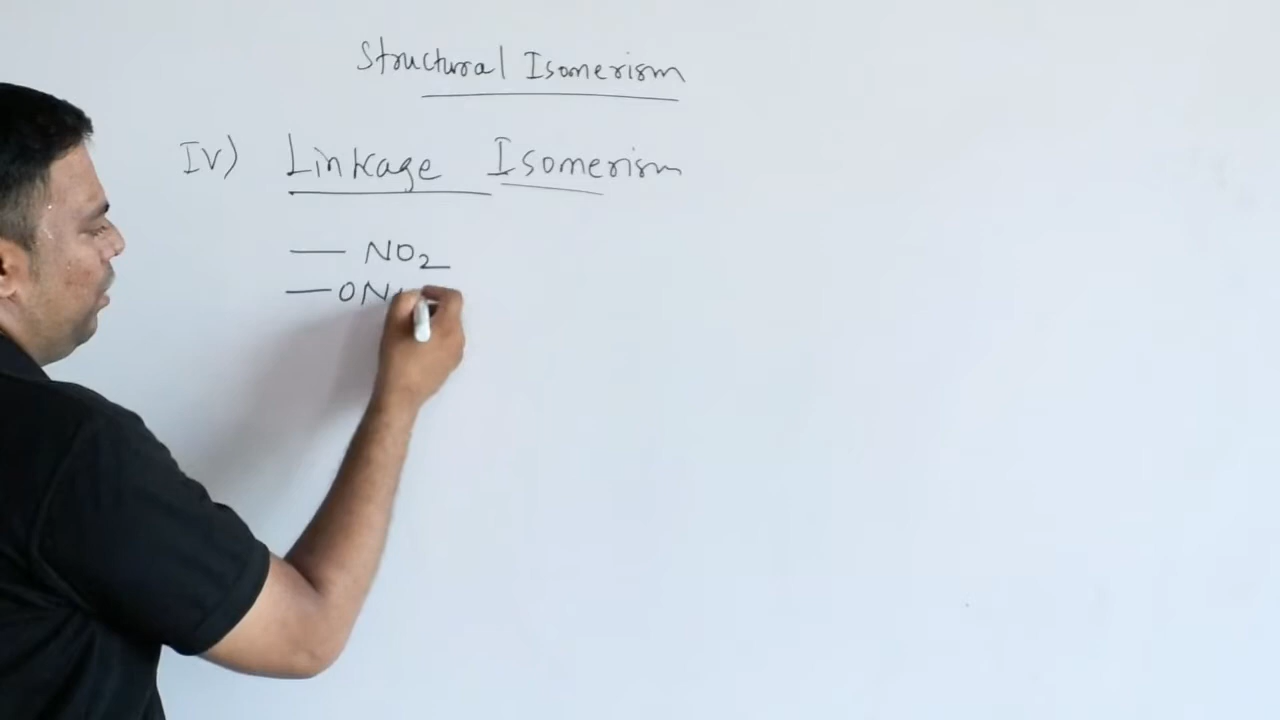 Structural Isomerism
IV) Linkage Isomerism
— NO₂
— ON